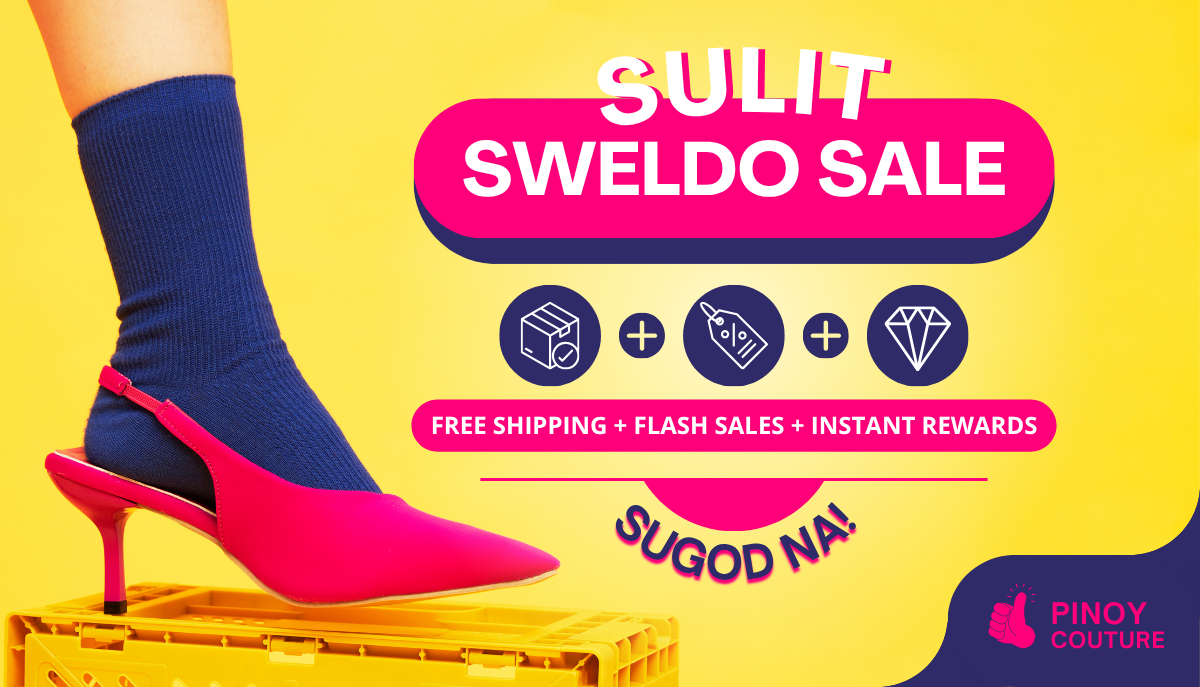 SULIT
SWELDO SALE
FREE SHIPPING + FLASH SALES + INSTANT REWARDS
SUGOD NA!
PINOY
COUTURE